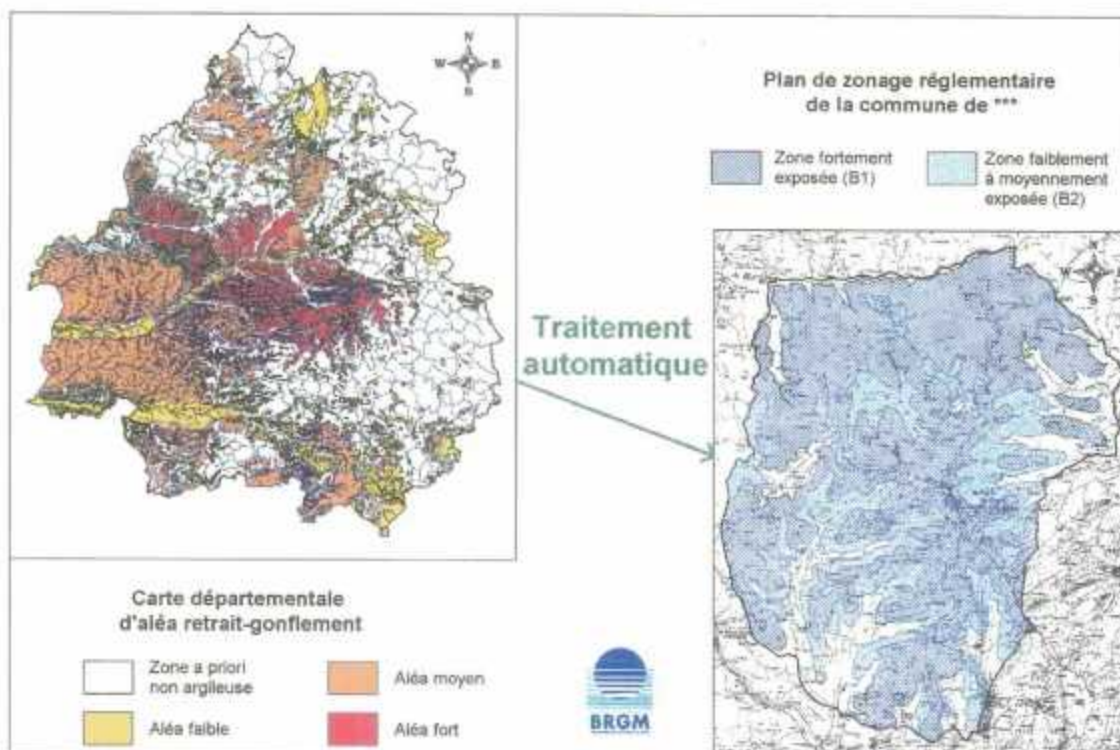 N
W E
S
Plan de zonage réglementaire
de la commune de ***
Zone fortement
exposée (B1)
Zone faiblement
à moyennement
exposée (B2)
N
S
Traitement
automatique
Carte départementale
d'aléa retrait-gonflement
Zone a priori
non argileuse
Aléa moyen
Aléa faible
Aléa fort
BRGM